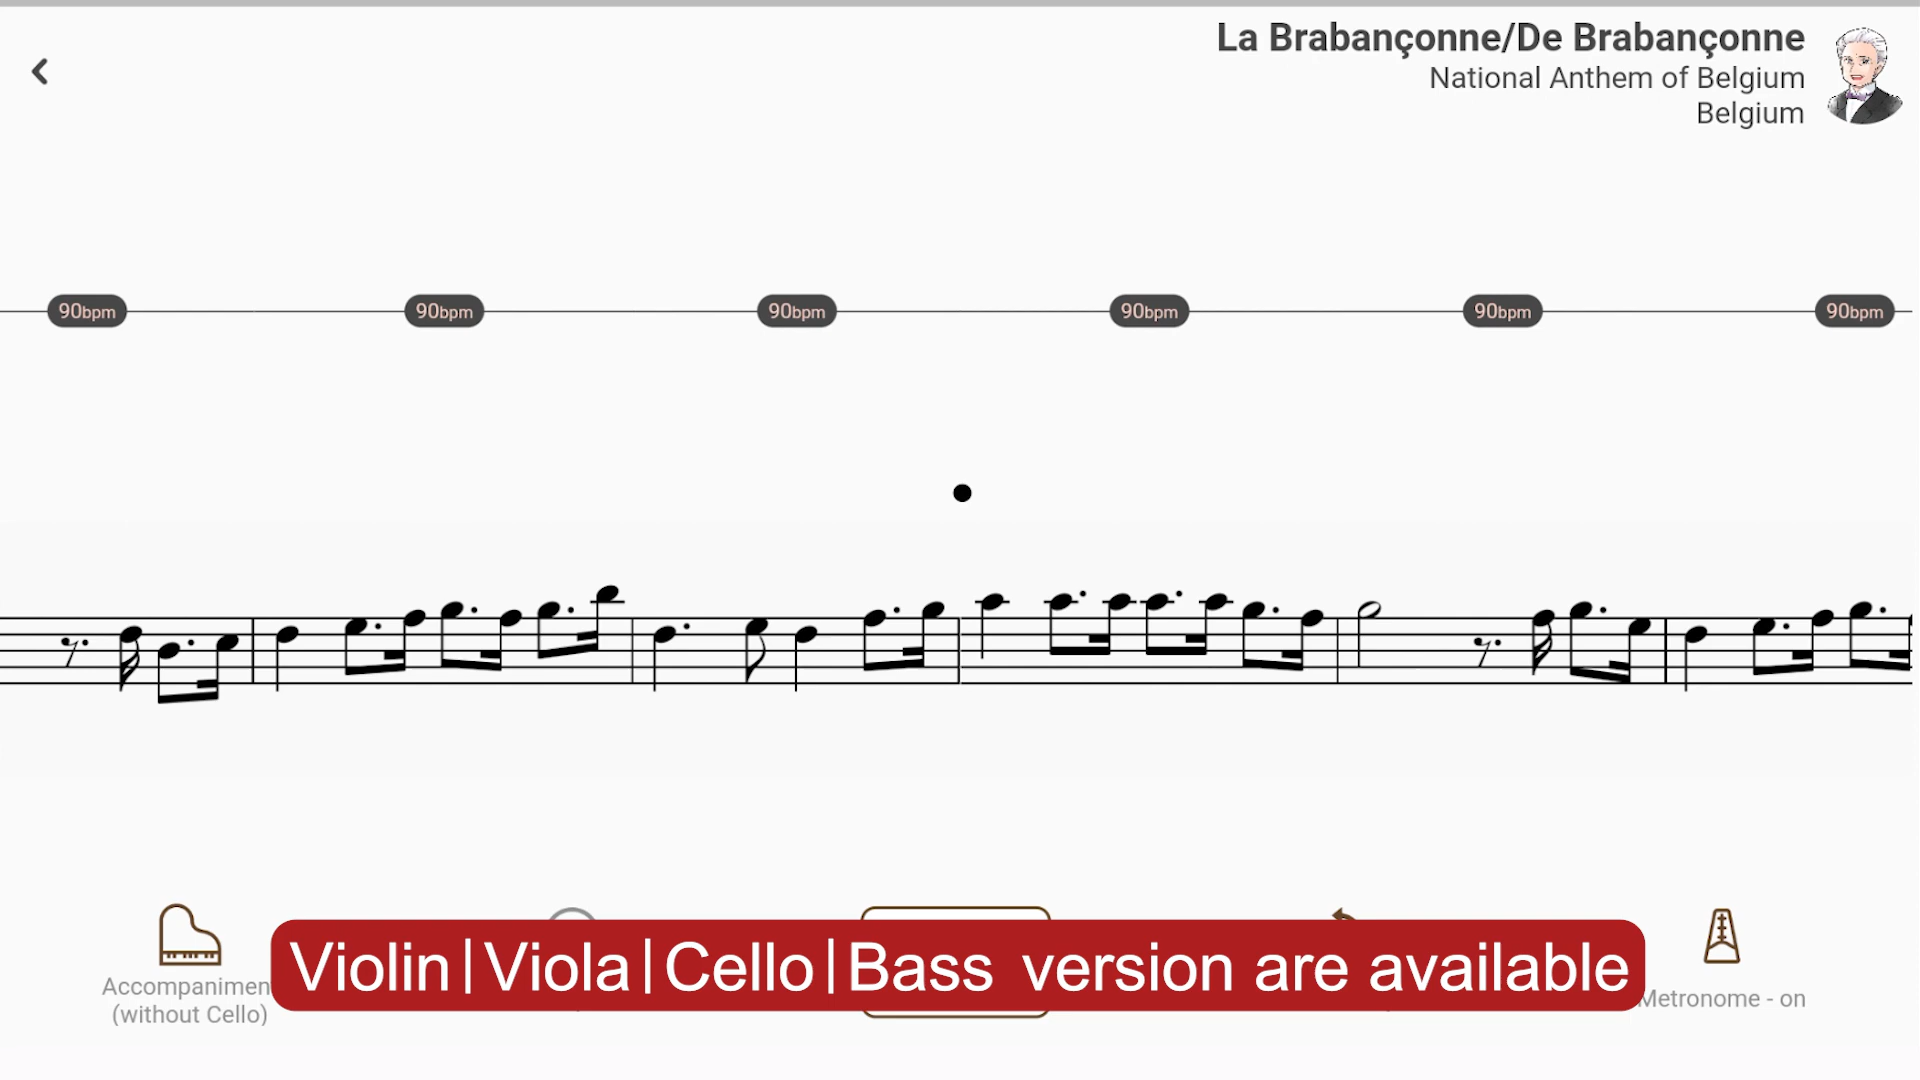 La Brabançonne/De Brabançonne
National Anthem of Belgium
Belgium
90bpm 90bpm 90bpm 90bpm 90bpm 90bpm
Violin|Viola|Cello|Bass version are available
Accompanimen
(without Cello)
Metronome - on